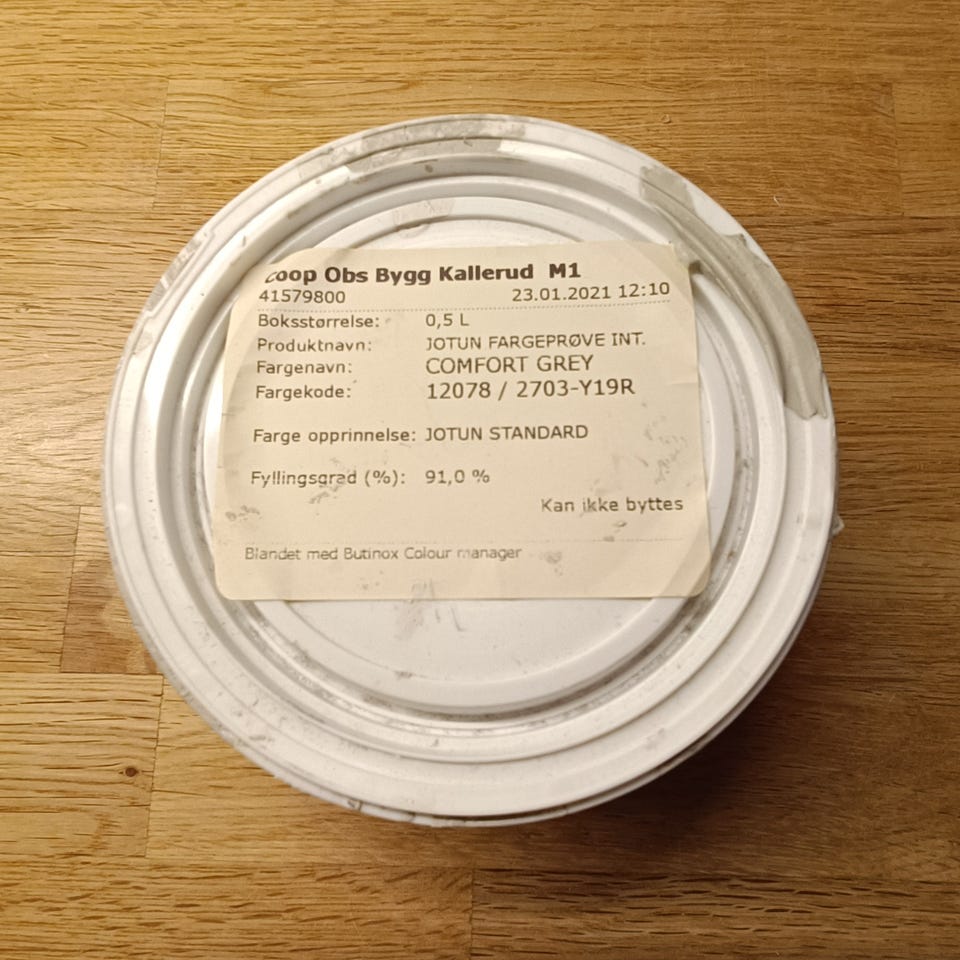 Coop Obs Bygg Kallerud M1
41579800 23.01.2021 12:10
Boksstørrelse: 0,5 L
Produktnavn: JOTUN FARGEPRØVE INT.
Fargenavn: COMFORT GREY
Fargekode: 12078 / 2703-Y19R
Farge opprinnelse: JOTUN STANDARD
Fyllingsgrad (%): 91,0 %
Kan ikke byttes
Blandet med Butinox Colour manager